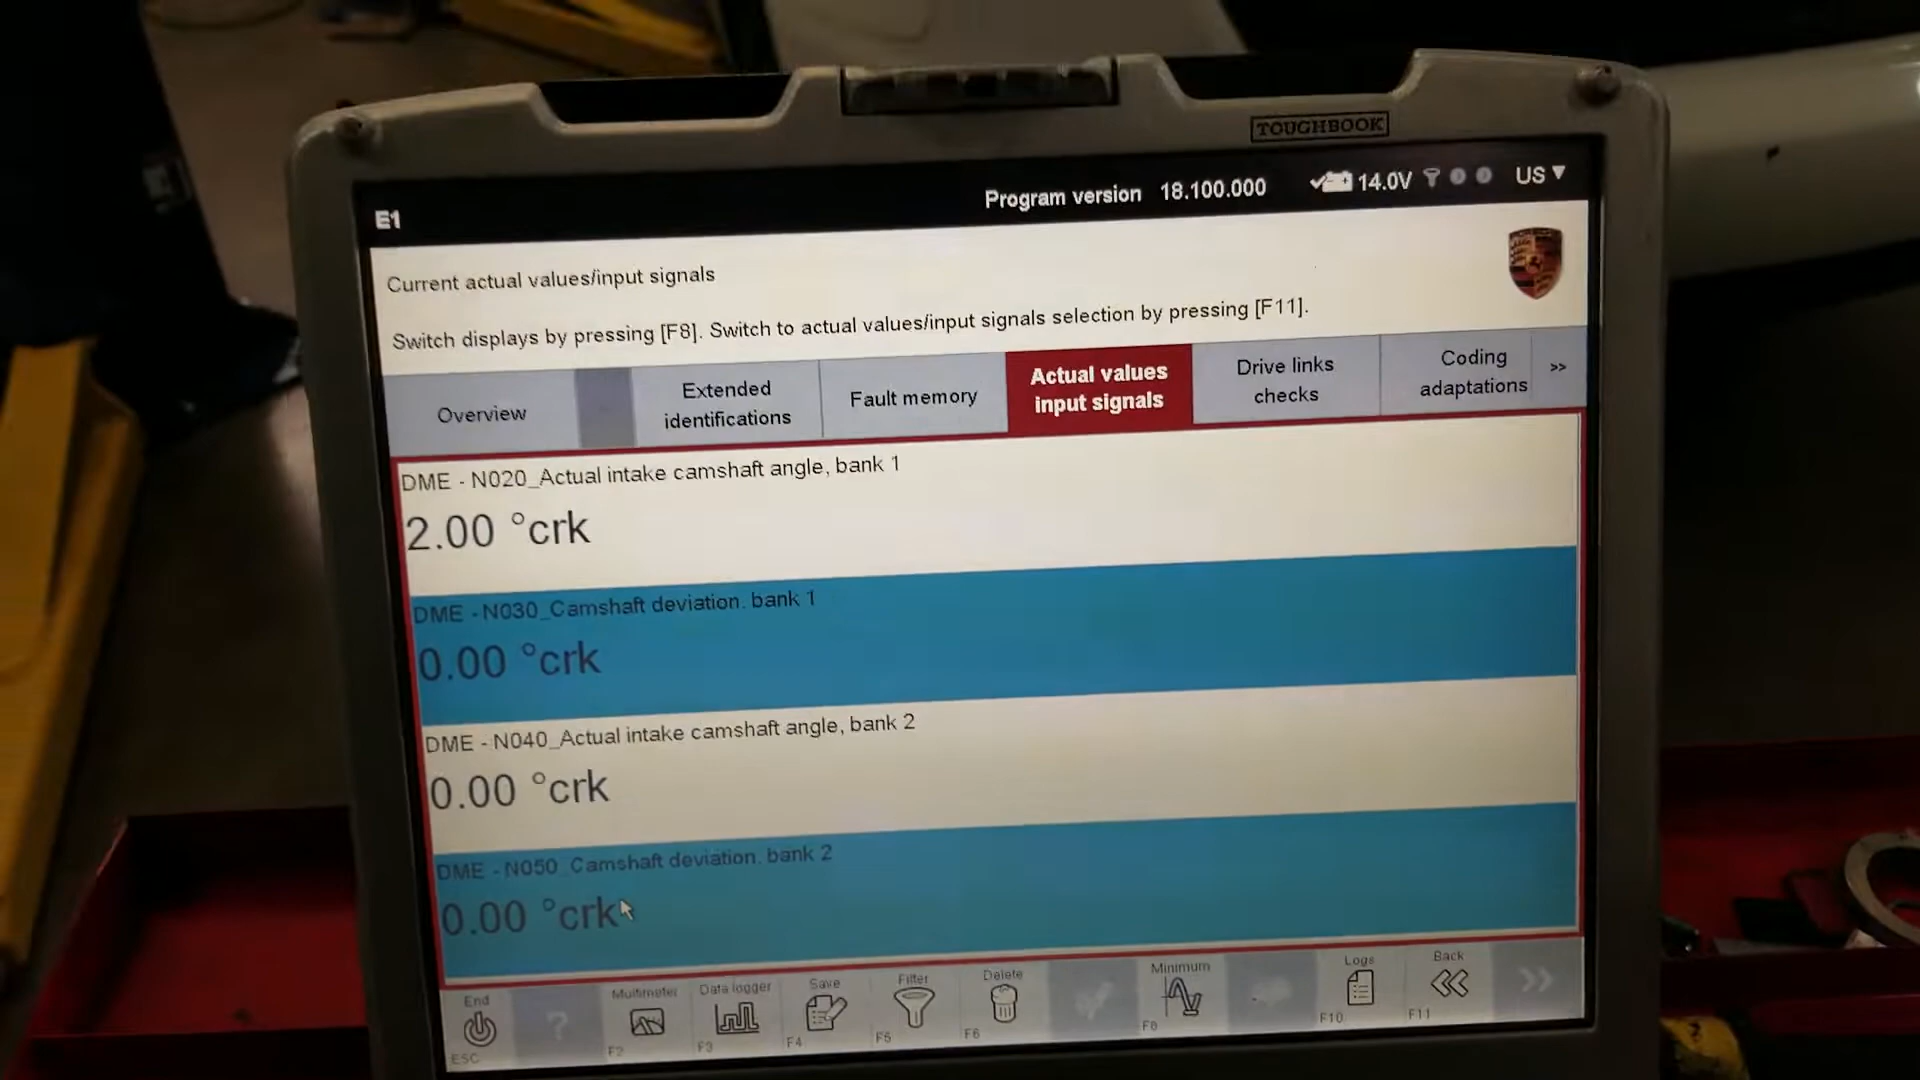 TOUGHBOOK
E1
Program version 18.100.000 14.0V US
Current actual values/input signals
Switch displays by pressing [F8]. Switch to actual values/input signals selection by pressing [F11].
Overview
Extended
identifications
Fault memory
Actual values
input signals
Drive links
checks
Coding
adaptations
>>
DME - N020_Actual intake camshaft angle, bank 1
2.00 °crk
DME - N030_Camshaft deviation. bank 1
0.00 °crk
DME - N040_Actual intake camshaft angle, bank 2
0.00 °crk
DME - N050_Camshaft deviation. bank 2
0.00 °crk
End
ESC
?
Multimeter
F2
Data logger
F3
Save
F4
Filter
F5
Delete
F6
Minimum
F8
Logs
F10
Back
F11